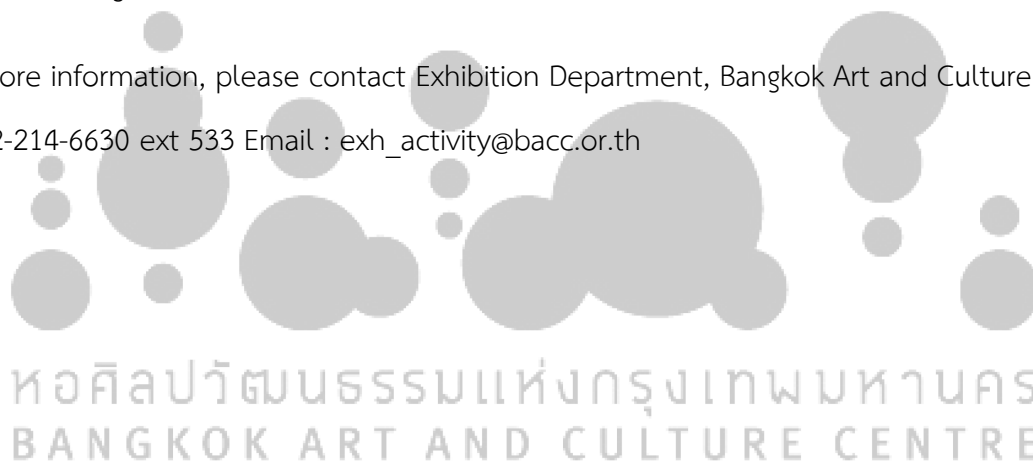 ore information, please contact Exhibition Department, Bangkok Art and Culture
2-214-6630 ext 533 Email : exh_activity@bacc.or.th
หอศิลปวัฒนธรรมแห่งกรุงเทพมหานคร
BANGKOK ART AND CULTURE CENTRE